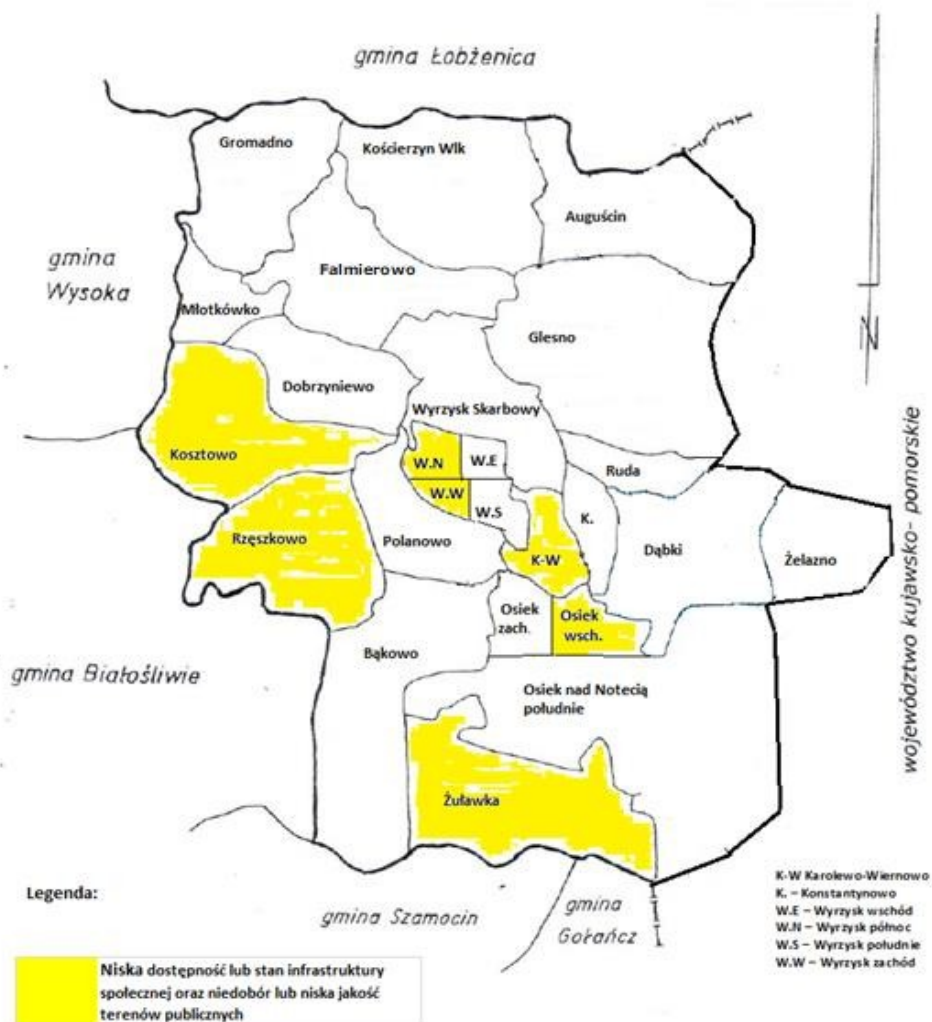 gmina Łobżenica
Gromadno
Kościerzyn Wlk
Auguścin
gmina
Wysoka
Falmierowo
Młotkówko
Glesno
N
Dobrzyniewo
Wyrzysk Skarbowy
Kosztowo
W.N
W.E
Ruda
W.W
W.S
K.
Rzęszkowo
Polanowo
K-W
Dąbki
Żelazno
województwo kujawsko- pomorskie
Osiek
zach.
Osiek
wsch.
Bąkowo
gmina Białośliwie
Osiek nad Notecią
południe
Żuławka
Legenda:
gmina Szamocin
gmina
Gołańcz
K-W Karolewo-Wiernowo
K. – Konstantynowo
W.E – Wyrzysk wschód
W.N – Wyrzysk północ
W.S – Wyrzysk południe
W.W – Wyrzysk zachód
Niska dostępność lub stan infrastruktury
społecznej oraz niedobór lub niska jakość
terenów publicznych